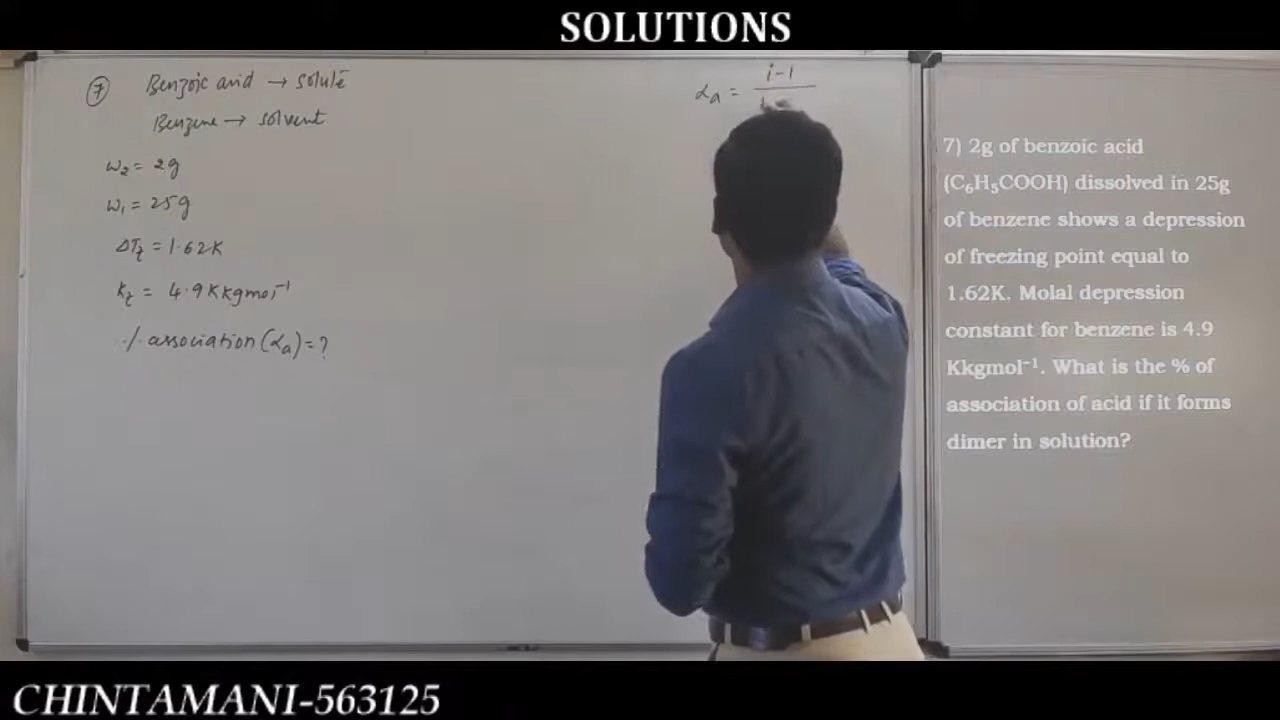 SOLUTIONS
⑦ Benzoic acid → solute
Benzene → solvent
w₂ = 2g
w₁ = 25g
ΔTf = 1.62K
Kf = 4.9 K kg mol⁻¹
% association (αa) = ?
αa = i-1
7) 2g of benzoic acid
(C₆H₅COOH) dissolved in 25g
of benzene shows a depression
of freezing point equal to
1.62K. Molal depression
constant for benzene is 4.9
Kkgmol⁻¹. What is the % of
association of acid if it forms
dimer in solution?
CHINTAMANI-563125